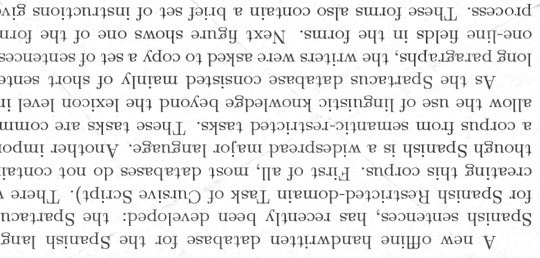 A new offline handwritten database for the Spanish lang
Spanish sentences, has recently been developed: the Spartacu
for Spanish Restricted-domain Task of Cursive Script). There
creating this corpus. First of all, most databases do not contai
though Spanish is a widespread major language. Another impor
a corpus from semantic-restricted tasks. These tasks are comm
allow the use of linguistic knowledge beyond the lexicon level in
As the Spartacus database consisted mainly of short sente
long paragraphs, the writers were asked to copy a set of sentences
one-line fields in the forms. Next figure shows one of the form
process. These forms also contain a brief set of instructions give